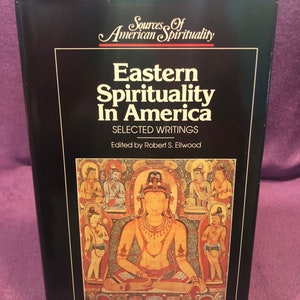 Sources Of
American Spirituality
Eastern
Spirituality
In America
SELECTED WRITINGS
Edited by Robert S. Ellwood